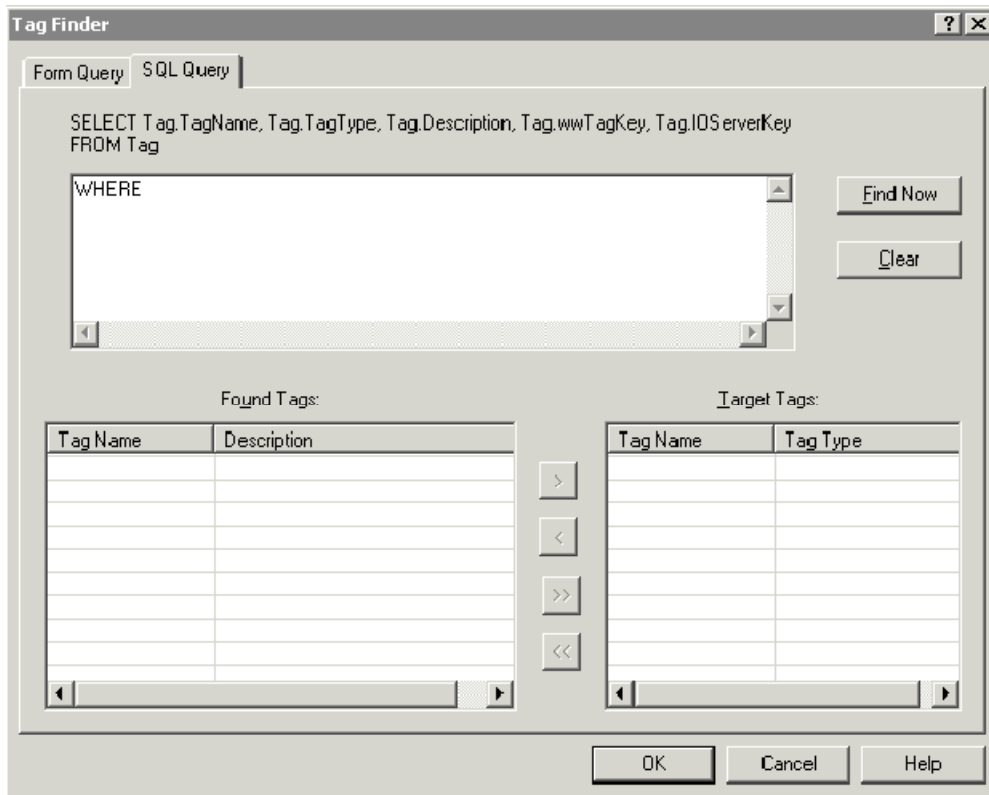 Tag Finder
Form Query SQL Query
SELECT Tag.TagName, Tag.TagType, Tag.Description, Tag.wwTagKey, Tag.IOServerKey
FROM Tag
WHERE
Find Now
Clear
Found Tags:
Target Tags:
Tag Name Description
Tag Name Tag Type
>
<
>>
<<
OK Cancel Help